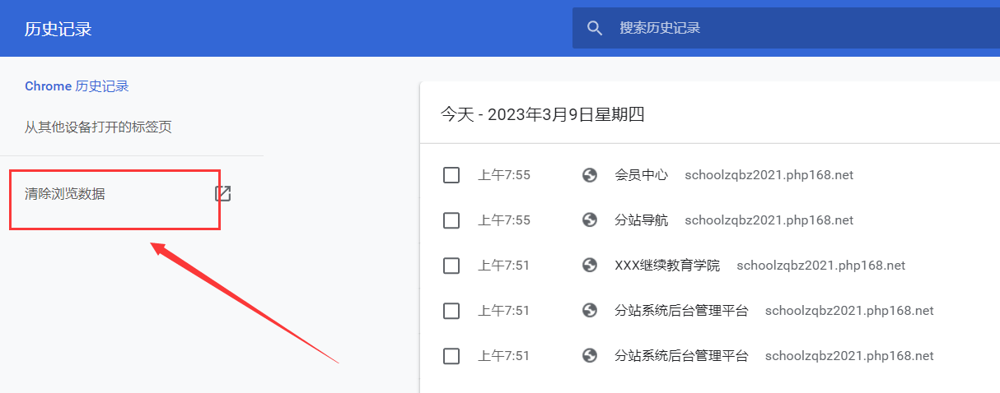 历史记录
搜索历史记录
Chrome 历史记录
从其他设备打开的标签页
清除浏览数据
今天 - 2023年3月9日星期四
上午7:55 会员中心 schoolzqbz2021.php168.net
上午7:55 分站导航 schoolzqbz2021.php168.net
上午7:51 XXX继续教育学院 schoolzqbz2021.php168.net
上午7:51 分站系统后台管理平台 schoolzqbz2021.php168.net
上午7:51 分站系统后台管理平台 schoolzqbz2021.php168.net